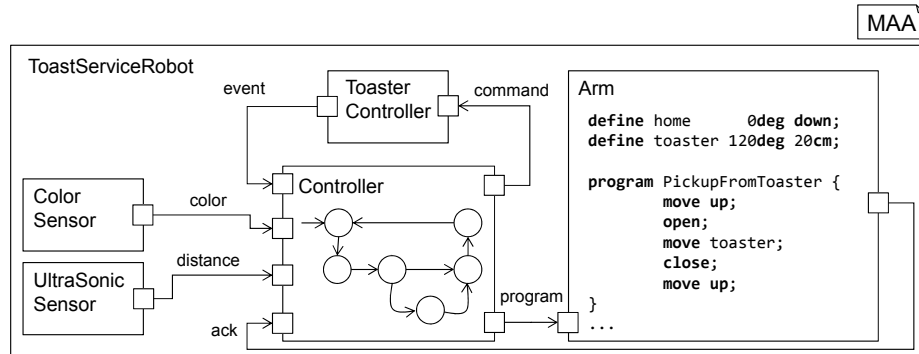 MAA
ToastServiceRobot
event
Toaster
Controller
command
Arm
define home 0deg down;
define toaster 120deg 20cm;
program PickupFromToaster {
move up;
open;
move toaster;
close;
move up;
}
...
Controller
Color
Sensor
color
UltraSonic
Sensor
distance
ack
program